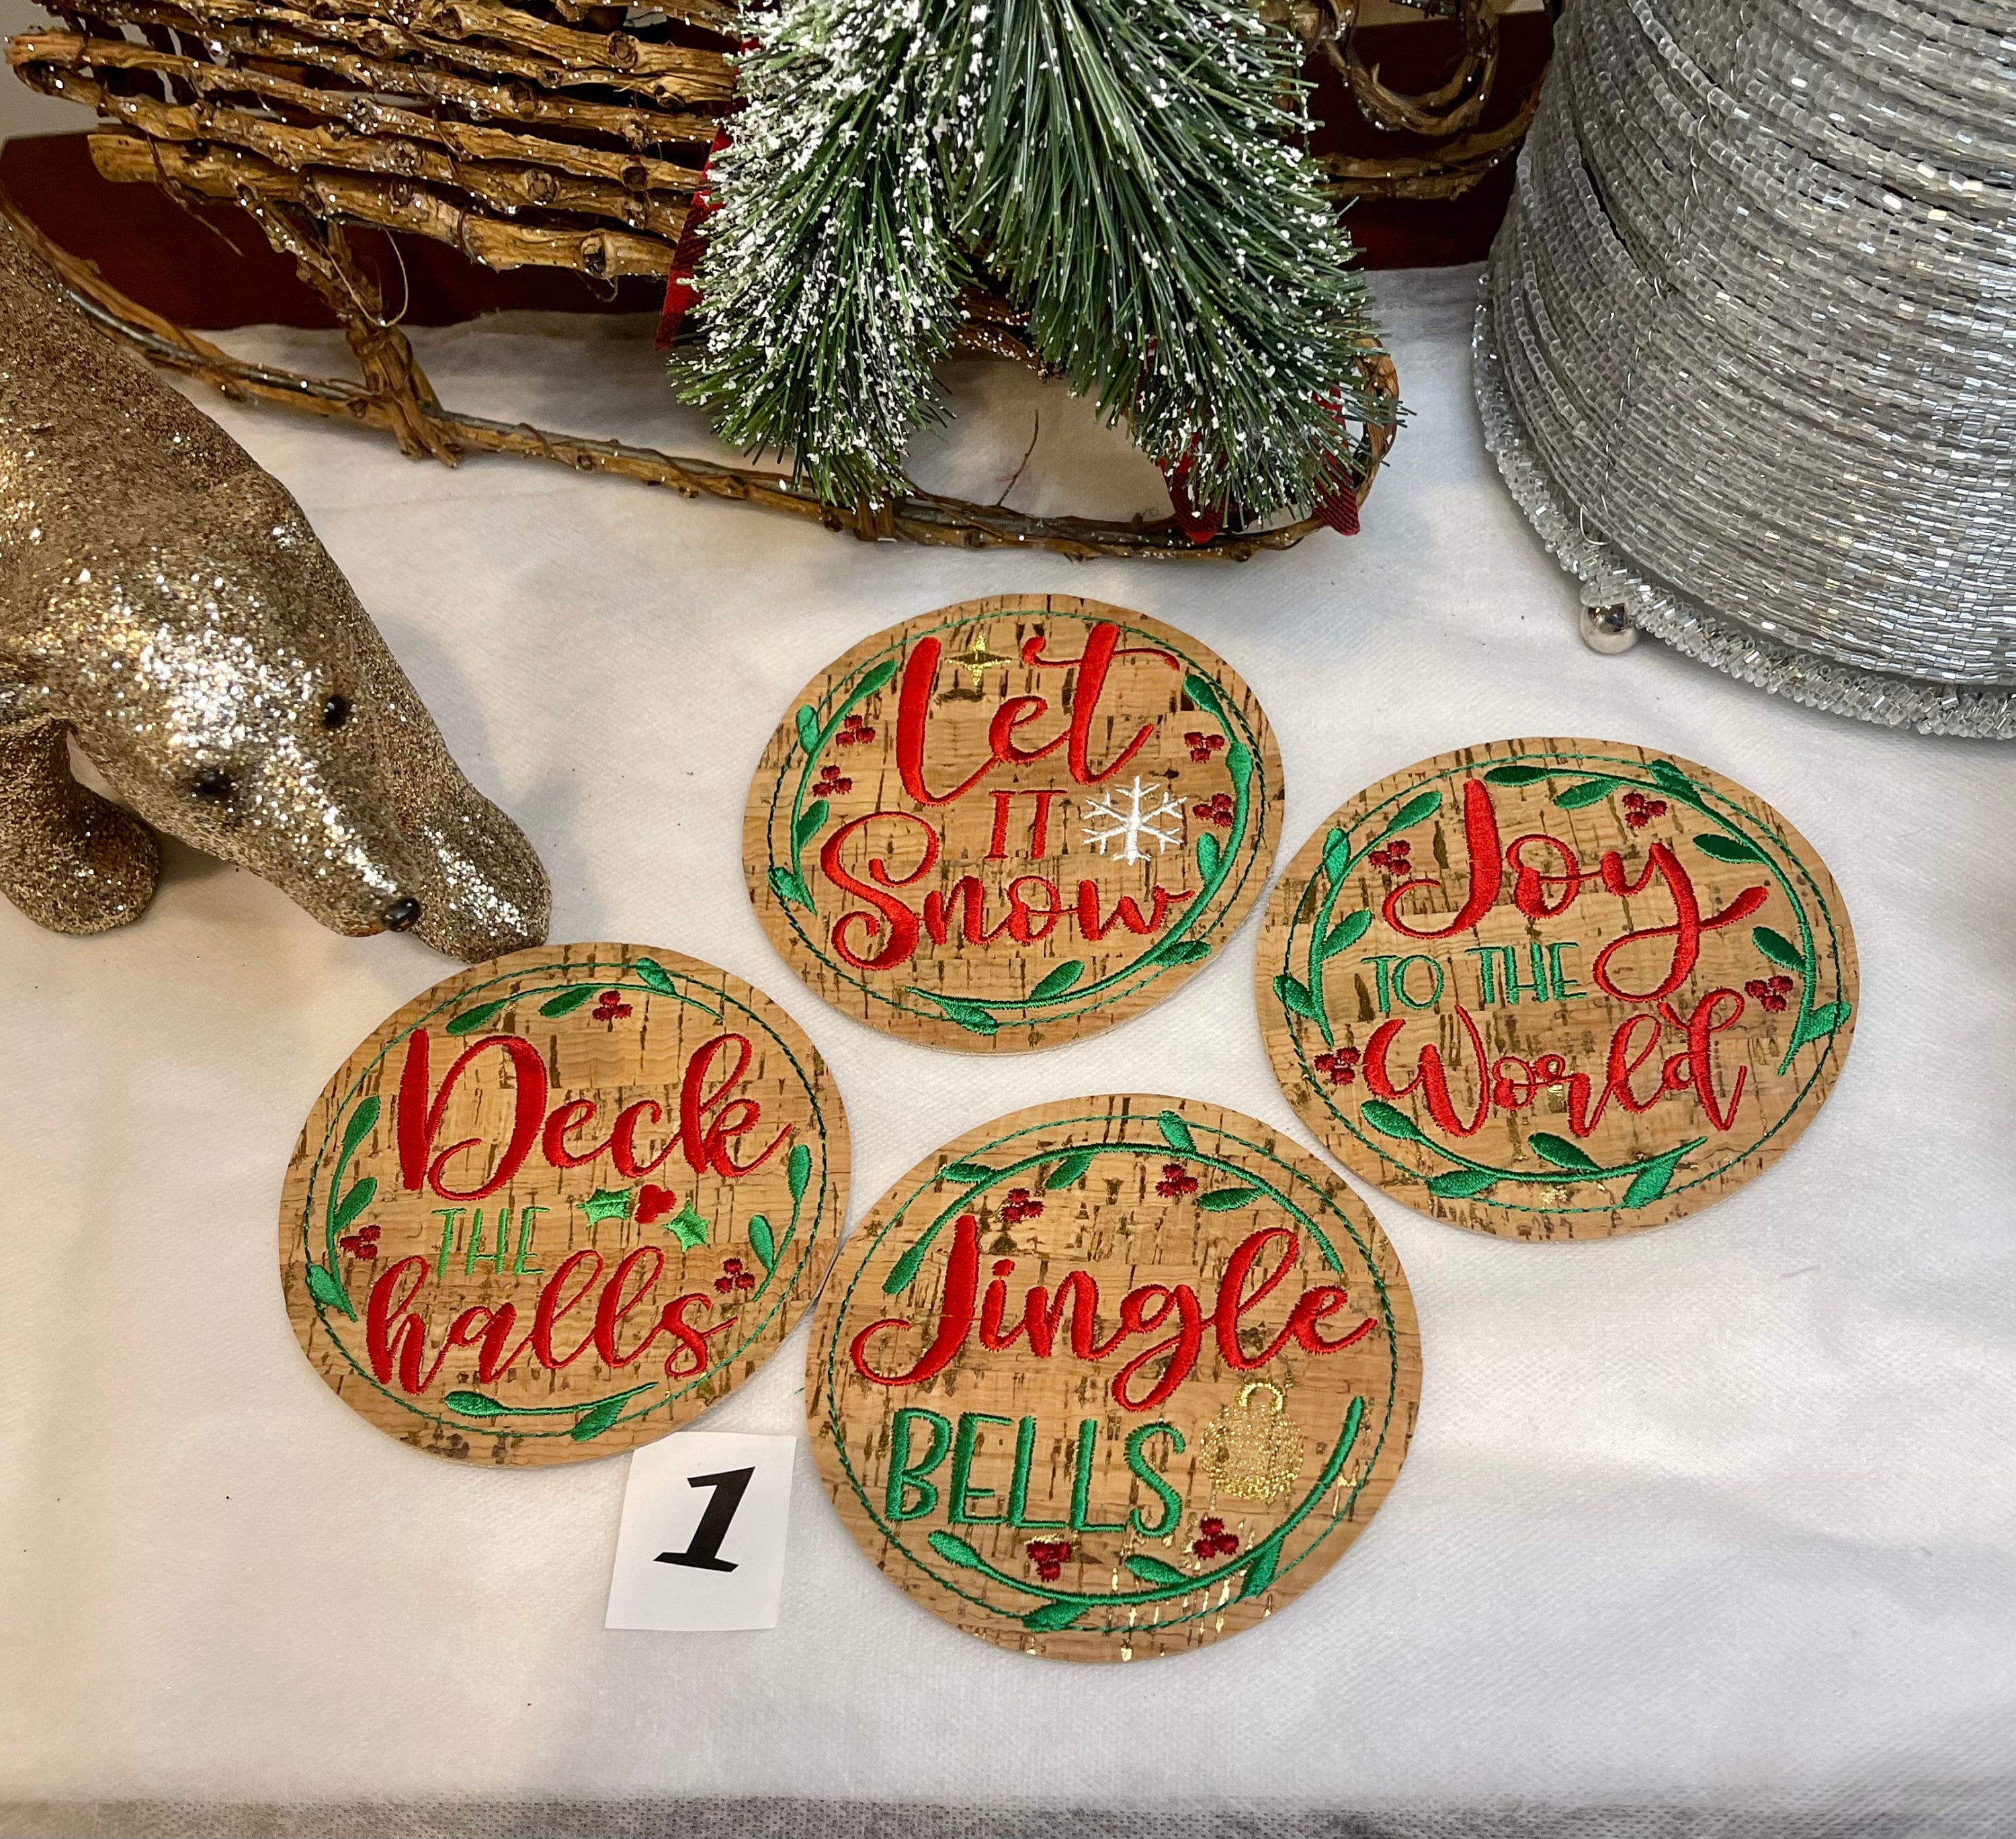 Let
IT
Snow
Joy
TO THE
World
Deck
THE
halls
Jingle
BELLS
1